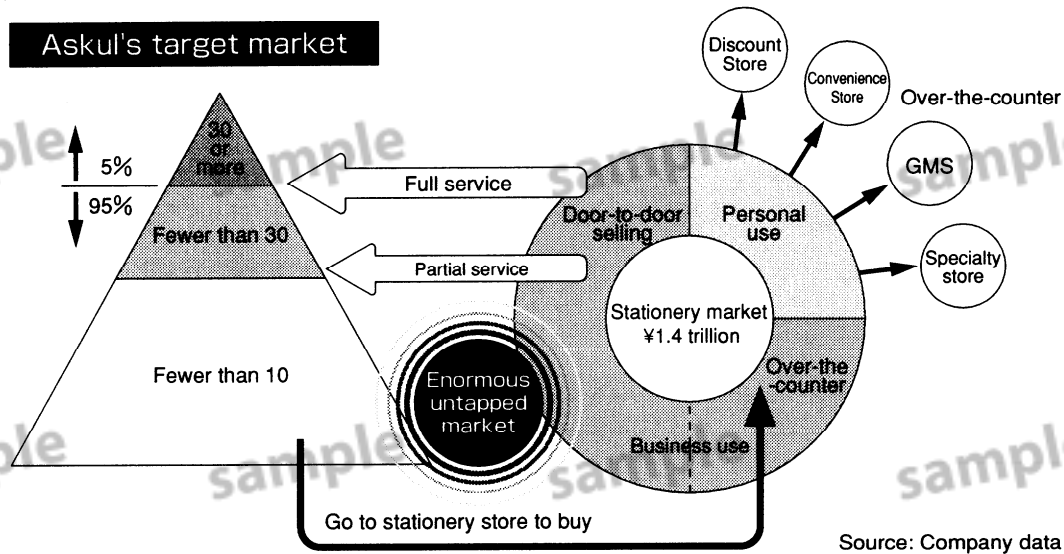 Askul's target market
30
or
more
5%
95%
Fewer than 30
Fewer than 10
Full service
Partial service
Enormous
untapped
market
Go to stationery store to buy
Door-to-door
selling
Personal
use
Stationery market
¥1.4 trillion
Over-the
-counter
Business use
Discount
Store
Convenience
Store
Over-the-counter
GMS
Specialty
store
Source: Company data
sample
sample
sample
sample
sample
sample
sample
sample